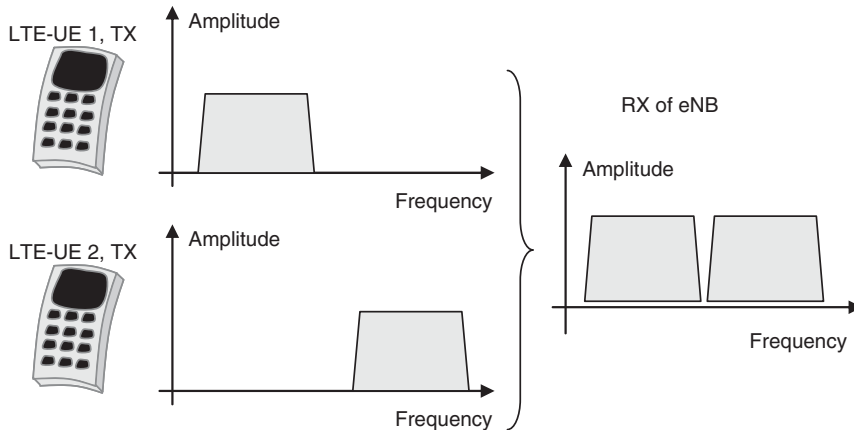 LTE-UE 1, TX
Amplitude
Frequency
LTE-UE 2, TX
Amplitude
Frequency
RX of eNB
Amplitude
Frequency